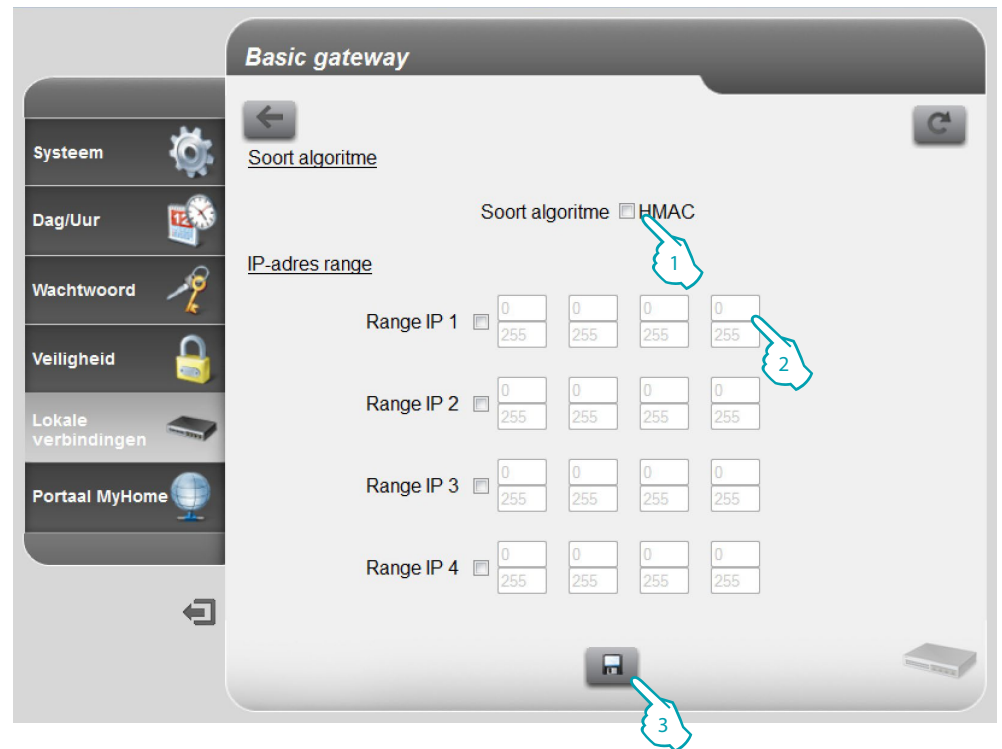 Basic gateway
Systeem
Dag/Uur
12
Wachtwoord
Veiligheid
Lokale
verbindingen
Portaal MyHome
Soort algoritme
Soort algoritme HMAC
1
IP-adres range
Range IP 1 0 0 0 0
255 255 255 255
2
Range IP 2 0 0 0 0
255 255 255 255
Range IP 3 0 0 0 0
255 255 255 255
Range IP 4 0 0 0 0
255 255 255 255
3